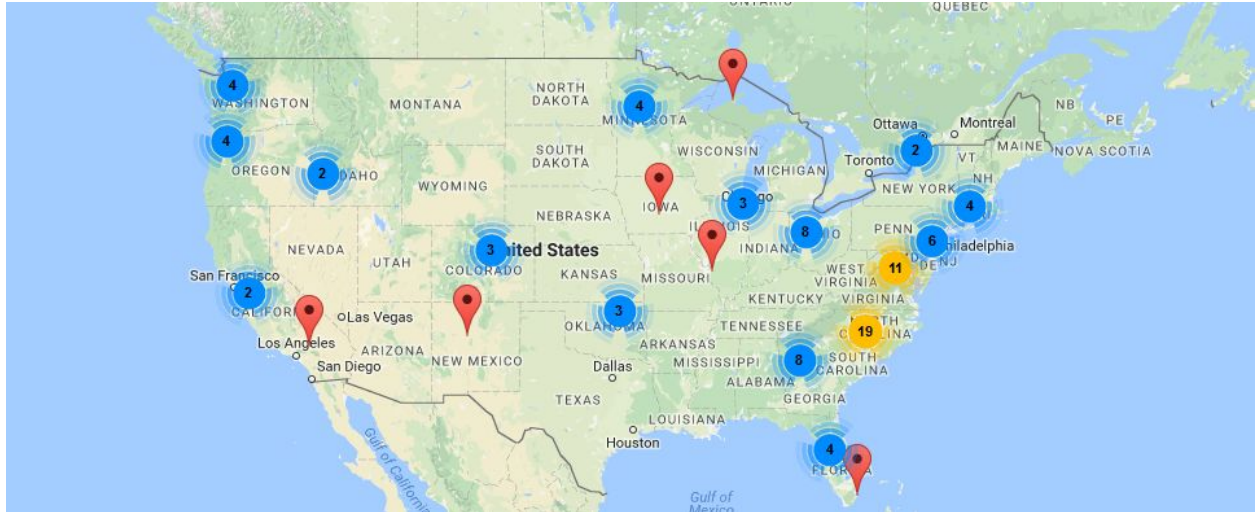 ONTARIO
QUEBEC
4
WASHINGTON
MONTANA
NORTH
DAKOTA
4
MINNESOTA
Ottawa
Montreal
NB
PE
4
OREGON
2
IDAHO
SOUTH
DAKOTA
WISCONSIN
MICHIGAN
Toronto
2
VT
MAINE
NOVA SCOTIA
NH
WYOMING
IOWA
3
NEW YORK
4
NEBRASKA
ILLINOIS
INDIANA
8
PENN
6
Philadelphia
NEVADA
UTAH
3
United States
COLORADO
KANSAS
MISSOURI
WEST
VIRGINIA
11
DE
NJ
San Francisco
2
CALIFORNIA
Las Vegas
3
OKLAHOMA
KENTUCKY
VIRGINIA
TENNESSEE
19
NORTH
CAROLINA
Los Angeles
ARIZONA
NEW MEXICO
ARKANSAS
San Diego
Dallas
MISSISSIPPI
8
SOUTH
CAROLINA
ALABAMA
TEXAS
GEORGIA
LOUISIANA
Houston
4
FLORIDA
Gulf of California
Gulf of
Mexico